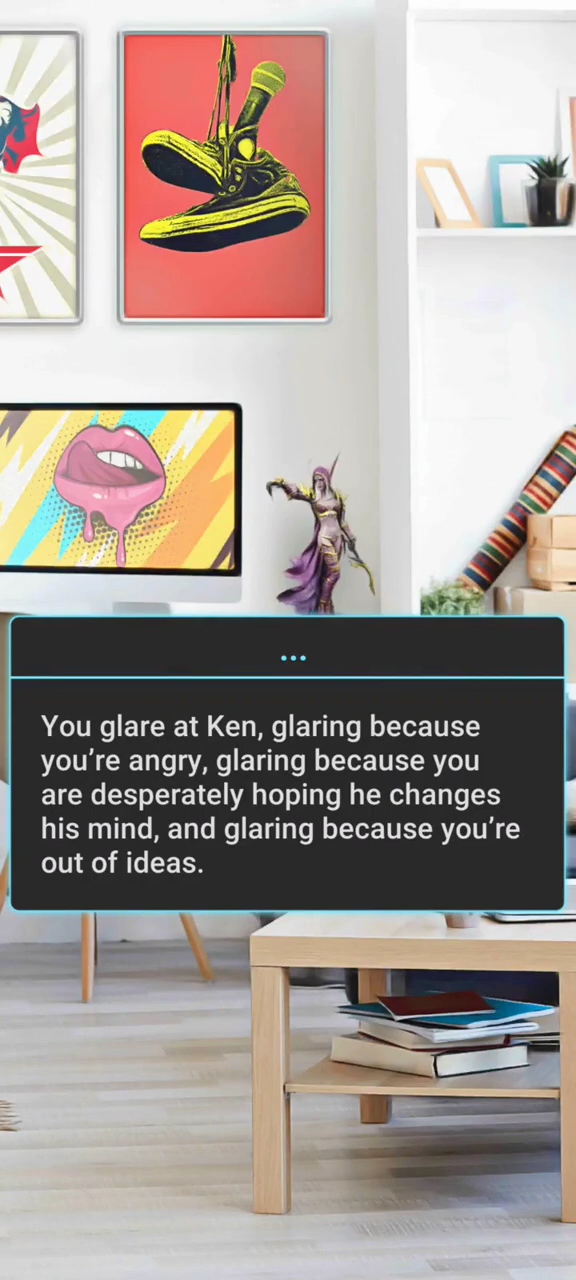 ...
You glare at Ken, glaring because
you’re angry, glaring because you
are desperately hoping he changes
his mind, and glaring because you’re
out of ideas.